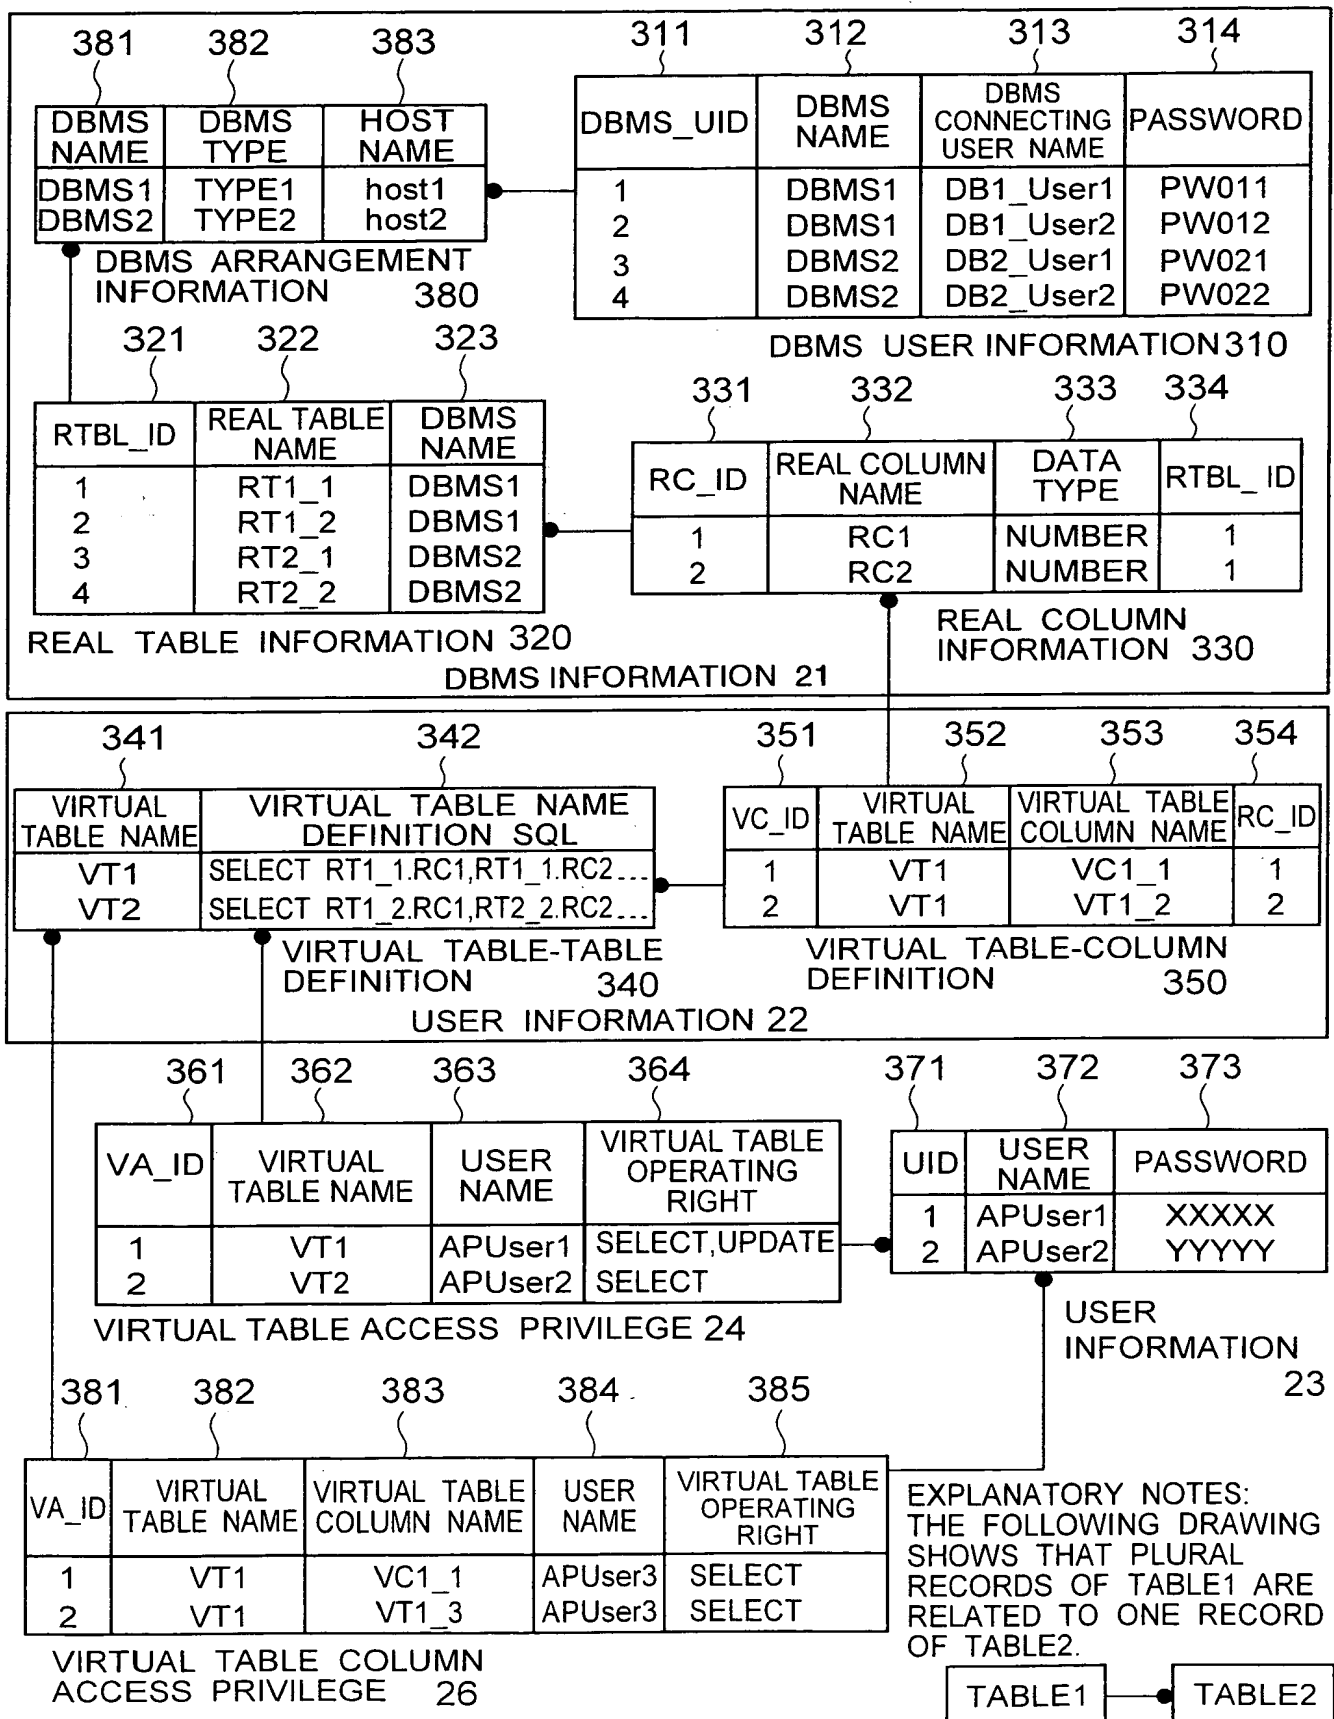 381 382 383
DBMS NAME DBMS TYPE HOST NAME
DBMS1 TYPE1 host1
DBMS2 TYPE2 host2
DBMS ARRANGEMENT
INFORMATION 380
311 312 313 314
DBMS_UID DBMS NAME DBMS CONNECTING USER NAME PASSWORD
1 DBMS1 DB1_User1 PW011
2 DBMS1 DB1_User2 PW012
3 DBMS2 DB2_User1 PW021
4 DBMS2 DB2_User2 PW022
DBMS USER INFORMATION 310
321 322 323
RTBL_ID REAL TABLE NAME DBMS NAME
1 RT1_1 DBMS1
2 RT1_2 DBMS1
3 RT2_1 DBMS2
4 RT2_2 DBMS2
REAL TABLE INFORMATION 320
331 332 333 334
RC_ID REAL COLUMN NAME DATA TYPE RTBL_ID
1 RC1 NUMBER 1
2 RC2 NUMBER 1
REAL COLUMN
INFORMATION 330
DBMS INFORMATION 21
341 342
VIRTUAL TABLE NAME VIRTUAL TABLE NAME DEFINITION SQL
VT1 SELECT RT1_1.RC1,RT1_1.RC2...
VT2 SELECT RT1_2.RC1,RT2_2.RC2...
VIRTUAL TABLE-TABLE
DEFINITION 340
351 352 353 354
VC_ID VIRTUAL TABLE NAME VIRTUAL TABLE COLUMN NAME RC_ID
1 VT1 VC1_1 1
2 VT1 VT1_2 2
VIRTUAL TABLE-COLUMN
DEFINITION 350
USER INFORMATION 22
361 362 363 364
VA_ID VIRTUAL TABLE NAME USER NAME VIRTUAL TABLE OPERATING RIGHT
1 VT1 APUser1 SELECT,UPDATE
2 VT2 APUser2 SELECT
VIRTUAL TABLE ACCESS PRIVILEGE 24
371 372 373
UID USER NAME PASSWORD
1 APUser1 XXXXX
2 APUser2 YYYYY
USER
INFORMATION
23
381 382 383 384 385
VA_ID VIRTUAL TABLE NAME VIRTUAL TABLE COLUMN NAME USER NAME VIRTUAL TABLE OPERATING RIGHT
1 VT1 VC1_1 APUser3 SELECT
2 VT1 VT1_3 APUser3 SELECT
VIRTUAL TABLE COLUMN
ACCESS PRIVILEGE 26
EXPLANATORY NOTES:
THE FOLLOWING DRAWING
SHOWS THAT PLURAL
RECORDS OF TABLE1 ARE
RELATED TO ONE RECORD
OF TABLE2.
TABLE1 TABLE2